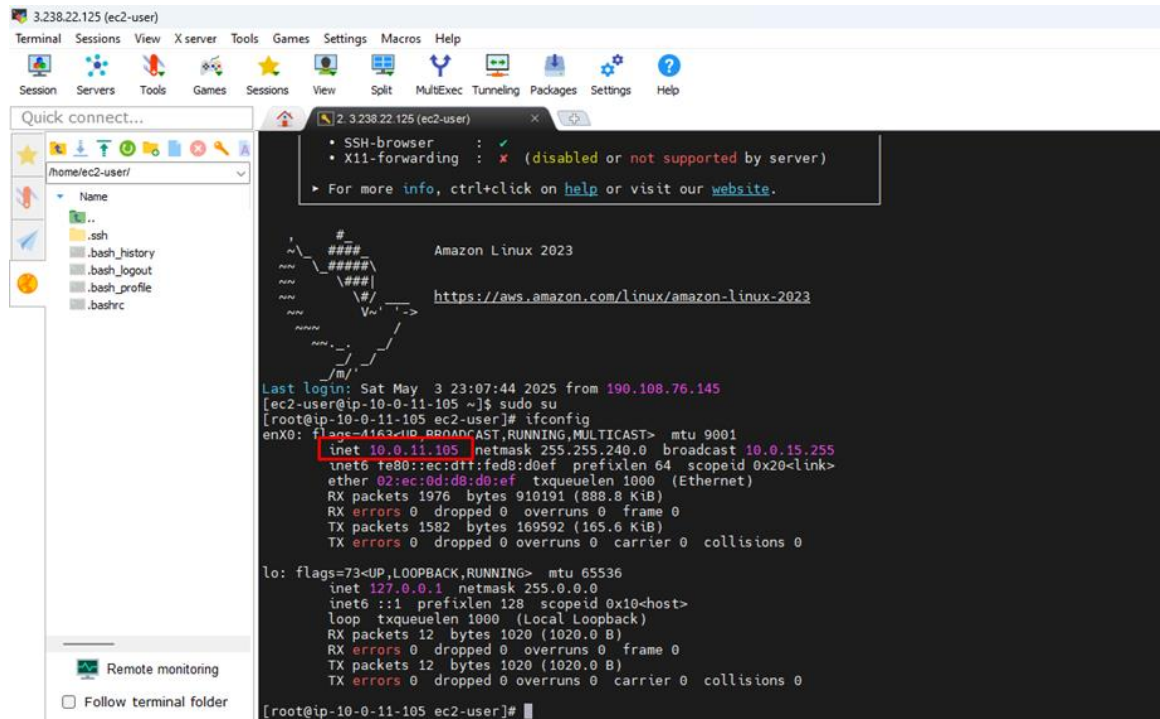 3.238.22.125 (ec2-user)
Terminal Sessions View X server Tools Games Settings Macros Help
Session Servers Tools Games Sessions View Split MultiExec Tunneling Packages Settings Help
Quick connect...
2. 3.238.22.125 (ec2-user)
/home/ec2-user/
Name
..
.ssh
.bash_history
.bash_logout
.bash_profile
.bashrc
Remote monitoring
Follow terminal folder
• SSH-browser : ✔
• X11-forwarding : ✘ (disabled or not supported by server)
► For more info, ctrl+click on help or visit our website.
   ,     #_
   ~\_  ####_        Amazon Linux 2023
  ~~  \_#####\
  ~~     \###|
  ~~       \#/ ___   https://aws.amazon.com/linux/amazon-linux-2023
   ~~       V~' '->
    ~~~         /
      ~~._.   _/
         _/ _/
       _/m/'
Last login: Sat May  3 23:07:44 2025 from 190.108.76.145
[ec2-user@ip-10-0-11-105 ~]$ sudo su
[root@ip-10-0-11-105 ec2-user]# ifconfig
enX0: flags=4163<UP,BROADCAST,RUNNING,MULTICAST>  mtu 9001
inet 10.0.11.105  netmask 255.255.240.0  broadcast 10.0.15.255
inet6 fe80::ec:dff:fed8:d0ef  prefixlen 64  scopeid 0x20<link>
ether 02:ec:0d:d8:d0:ef  txqueuelen 1000  (Ethernet)
RX packets 1976  bytes 910191 (888.8 KiB)
RX errors 0  dropped 0  overruns 0  frame 0
TX packets 1582  bytes 169592 (165.6 KiB)
TX errors 0  dropped 0 overruns 0  carrier 0  collisions 0
lo: flags=73<UP,LOOPBACK,RUNNING>  mtu 65536
inet 127.0.0.1  netmask 255.0.0.0
inet6 ::1  prefixlen 128  scopeid 0x10<host>
loop  txqueuelen 1000  (Local Loopback)
RX packets 12  bytes 1020 (1020.0 B)
RX errors 0  dropped 0  overruns 0  frame 0
TX packets 12  bytes 1020 (1020.0 B)
TX errors 0  dropped 0 overruns 0  carrier 0  collisions 0
[root@ip-10-0-11-105 ec2-user]#